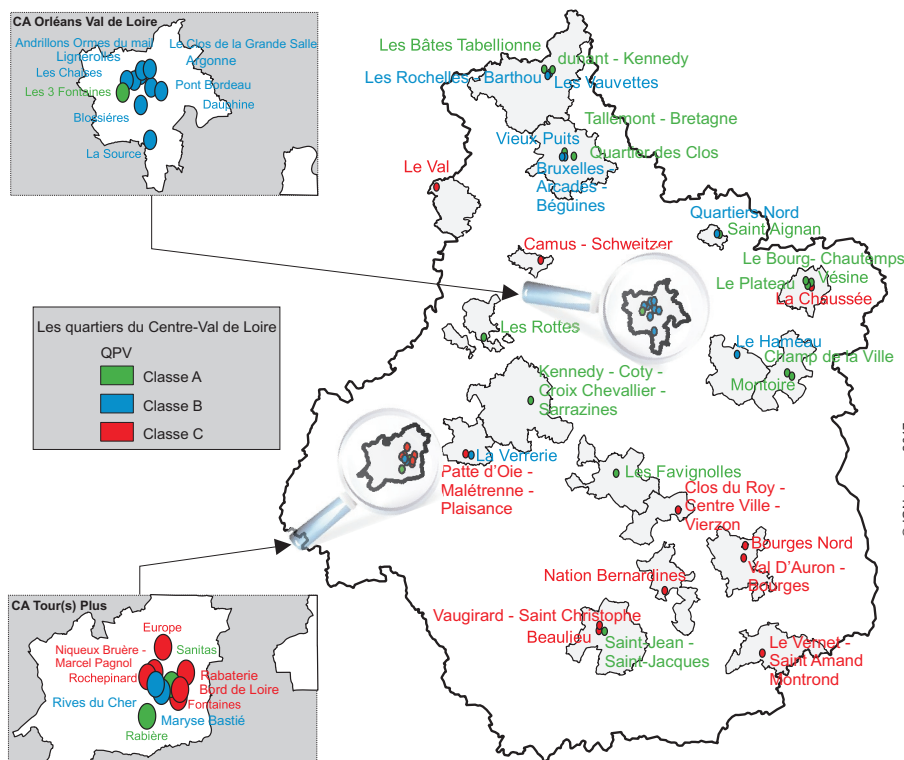 CA Orléans Val de Loire
Andrillons Ormes du mail
Le Clos de la Grande Salle
Lignerolles
Argonne
Les Chaises
Pont Bordeau
Les 3 Fontaines
Dauphine
Blossières
La Source
Les Bâtes Tabellionne
dunant - Kennedy
Les Rochelles - Barthou
Les Vauvettes
Tallemont - Bretagne
Vieux Puits
Quartier des Clos
Bruxelles
Arcades -
Béguines
Le Val
Quartiers Nord
Saint Aignan
Camus - Schweitzer
Le Bourg- Chautemps
Vésine
Le Plateau
La Chaussée
Les quartiers du Centre-Val de Loire
QPV
Classe A
Classe B
Classe C
Les Rottes
Le Hameau
Champ de la Ville
Montoire
Kennedy - Coty -
Croix Chevallier -
Sarrazines
La Verrerie
Patte d'Oie -
Malétrenne -
Plaisance
Les Favignolles
Clos du Roy -
Centre Ville -
Vierzon
Bourges Nord
Val D'Auron -
Bourges
Nation Bernardines
Vaugirard - Saint Christophe
Beaulieu
Saint-Jean -
Saint-Jacques
Le Vernet -
Saint Amand
Montrond
CA Tour(s) Plus
Europe
Sanitas
Niqueux Bruère -
Marcel Pagnol
Rochepinard
Rabaterie
Bord de Loire
Fontaines
Rives du Cher
Maryse Bastié
Rabière